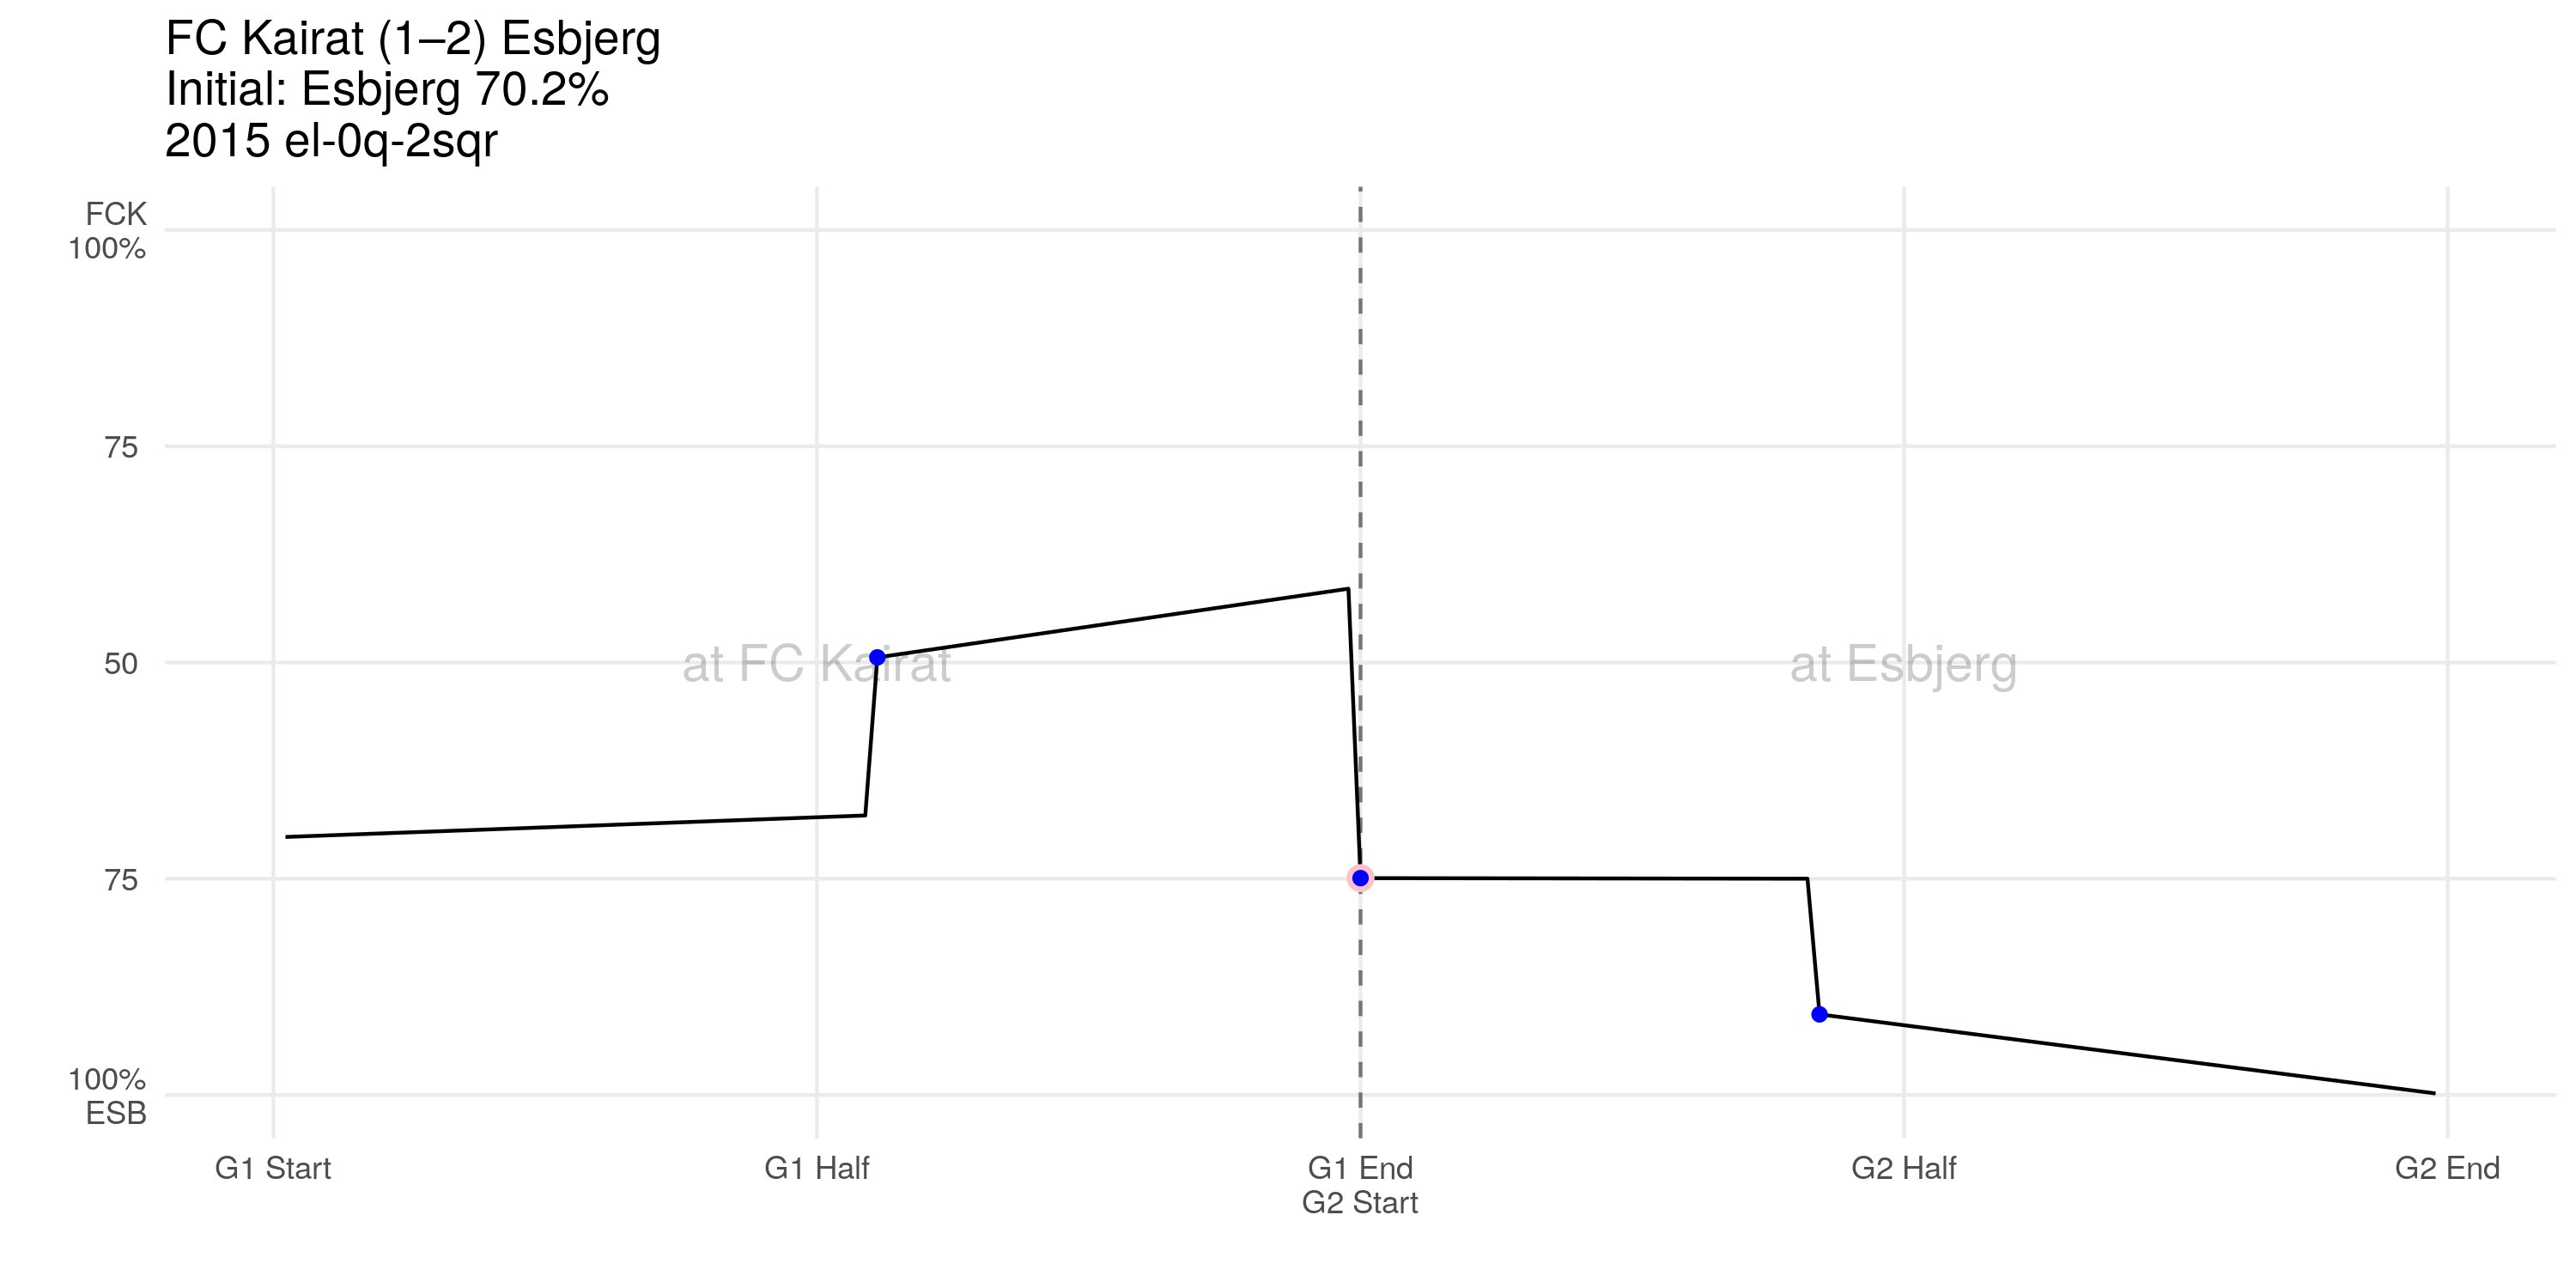 FC Kairat (1–2) Esbjerg
Initial: Esbjerg 70.2%
2015 el-0q-2sqr
FCK
100%
75
50
75
100%
ESB
at FC Kairat
at Esbjerg
G1 Start
G1 Half
G1 End
G2 Start
G2 Half
G2 End